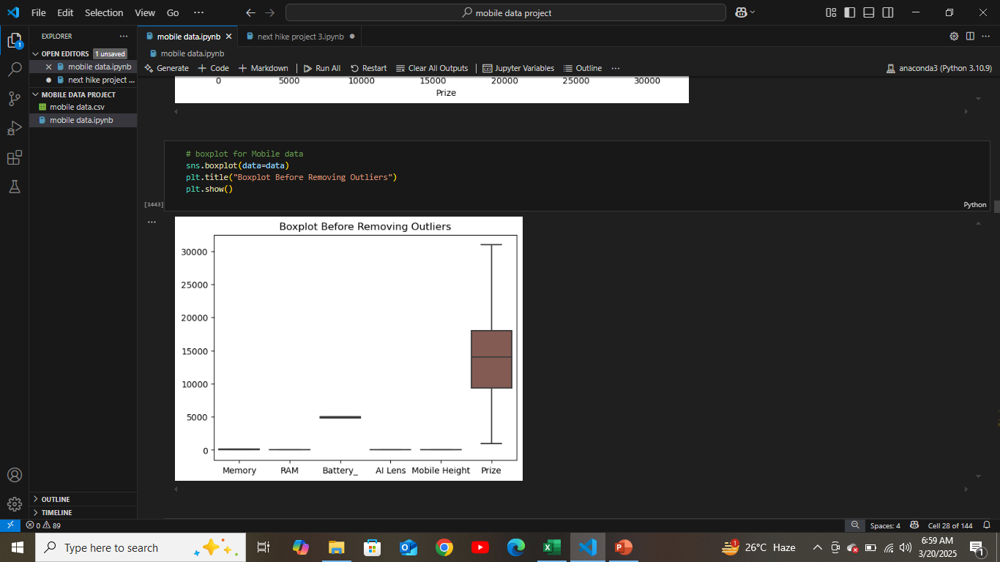 File Edit Selection View Go ··· mobile data project
EXPLORER ···
OPEN EDITORS 1 unsaved
mobile data.ipynb
next hike project ...
MOBILE DATA PROJECT
mobile data.csv
mobile data.ipynb
OUTLINE
TIMELINE
1
mobile data.ipynb next hike project 3.ipynb
mobile data.ipynb
Generate + Code + Markdown Run All Restart Clear All Outputs Jupyter Variables Outline ··· anaconda3 (Python 3.10.9)
0 5000 10000 15000 20000 25000 30000
Prize
# boxplot for Mobile data
sns.boxplot(data=data)
plt.title("Boxplot Before Removing Outliers")
plt.show()
[1443] Python
Boxplot Before Removing Outliers
30000
25000
20000
15000
10000
5000
0
Memory RAM Battery_ AI Lens Mobile Height Prize
0 89 Spaces: 4 Cell 28 of 144
Type here to search 1 26°C Haze 6:59 AM
3/20/2025 1